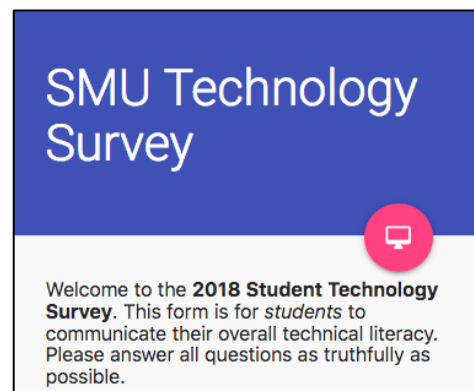 SMU Technology
Survey
Welcome to the 2018 Student Technology
Survey. This form is for students to
communicate their overall technical literacy.
Please answer all questions as truthfully as
possible.